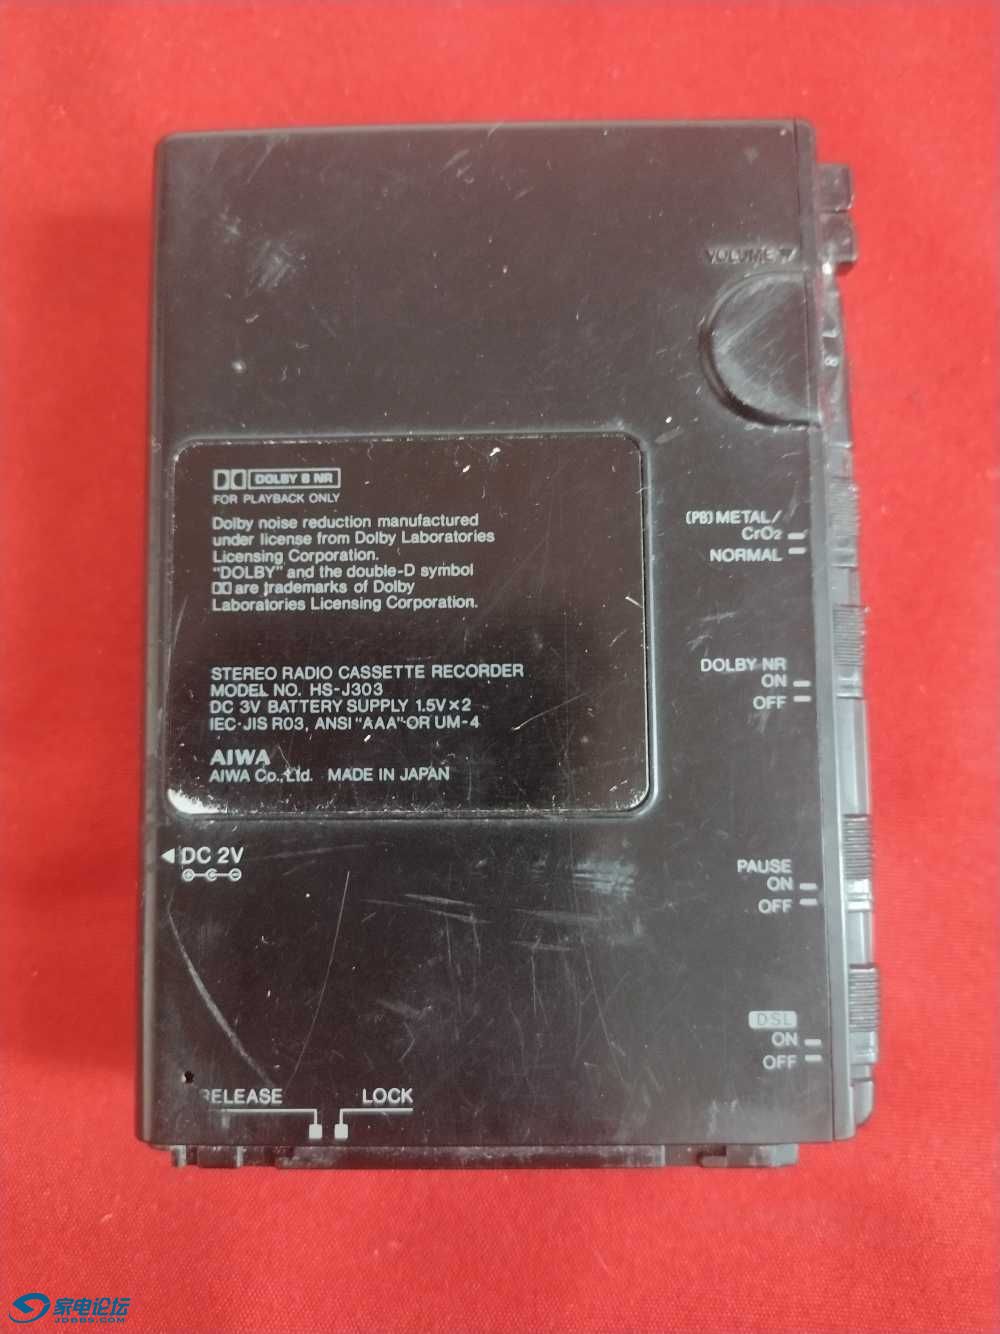 VOLUME ▼
DOLBY B NR
FOR PLAYBACK ONLY
Dolby noise reduction manufactured
under license from Dolby Laboratories
Licensing Corporation.
"DOLBY" and the double-D symbol
are trademarks of Dolby
Laboratories Licensing Corporation.
(PB) METAL/
CrO2
NORMAL
STEREO RADIO CASSETTE RECORDER
MODEL NO. HS-J303
DC 3V BATTERY SUPPLY 1.5V×2
IEC·JIS R03, ANSI "AAA" OR UM-4
AIWA
AIWA Co.,Ltd. MADE IN JAPAN
DOLBY NR
ON
OFF
◀ DC 2V
PAUSE
ON
OFF
DSL
ON
OFF
RELEASE LOCK
家电论坛
JDBBS.COM